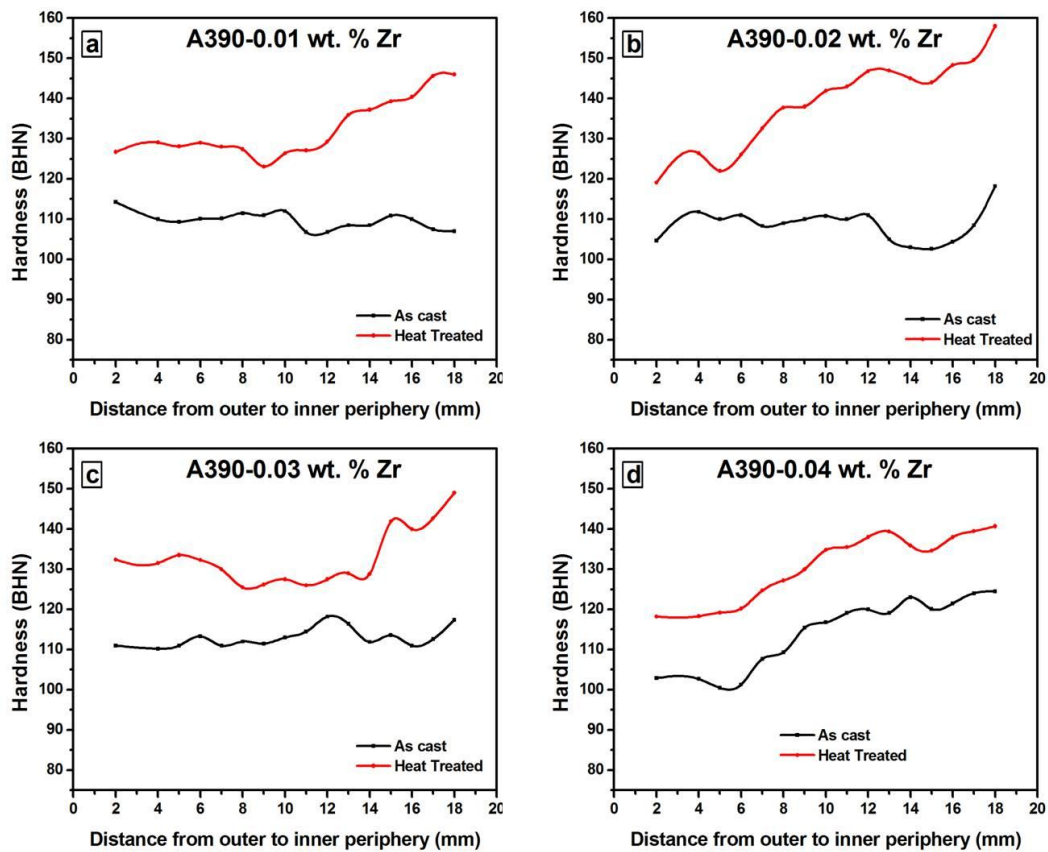 a
A390-0.01 wt. % Zr
160
150
140
130
120
110
100
90
80
Hardness (BHN)
As cast
Heat Treated
0 2 4 6 8 10 12 14 16 18 20
Distance from outer to inner periphery (mm)
b
A390-0.02 wt. % Zr
160
150
140
130
120
110
100
90
80
Hardness (BHN)
As cast
Heat Treated
0 2 4 6 8 10 12 14 16 18 20
Distance from outer to inner periphery (mm)
c
A390-0.03 wt. % Zr
160
150
140
130
120
110
100
90
80
Hardness (BHN)
As cast
Heat Treated
0 2 4 6 8 10 12 14 16 18 20
Distance from outer to inner periphery (mm)
d
A390-0.04 wt. % Zr
160
150
140
130
120
110
100
90
80
Hardness (BHN)
As cast
Heat Treated
0 2 4 6 8 10 12 14 16 18 20
Distance from outer to inner periphery (mm)